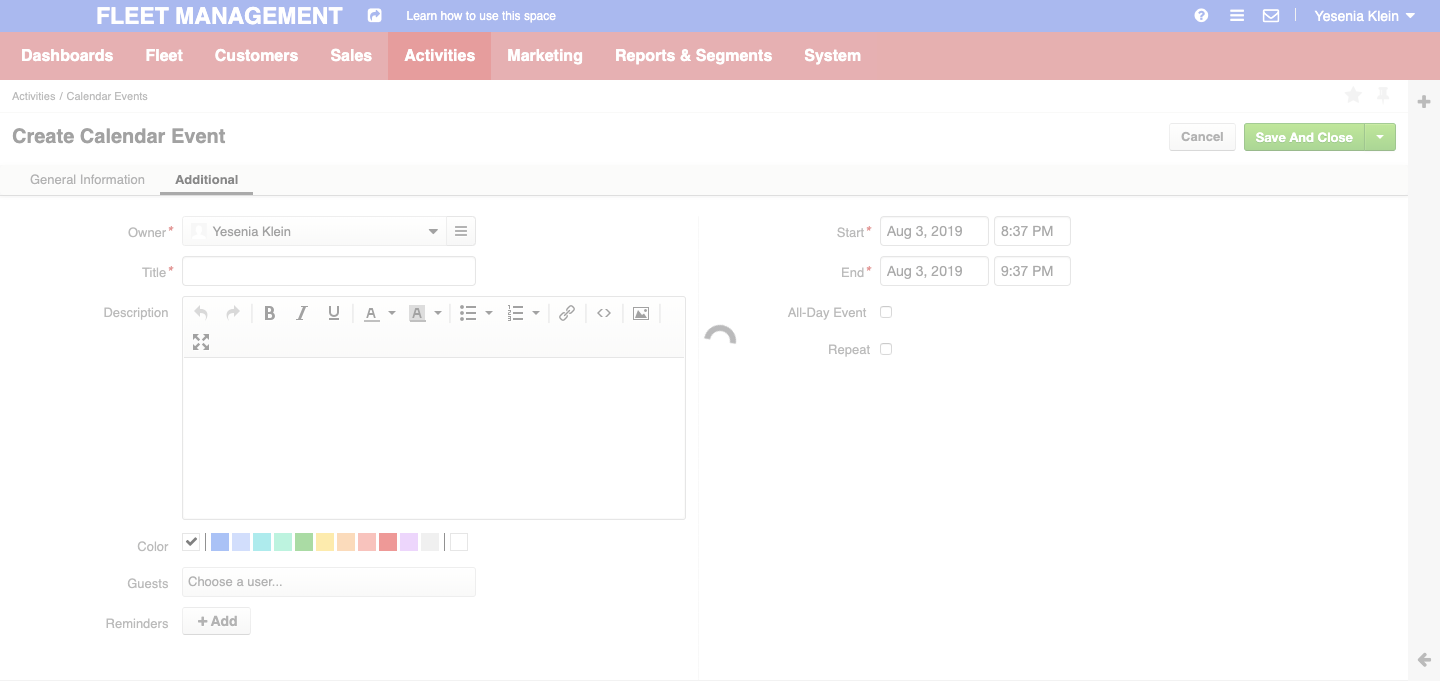 FLEET MANAGEMENT Learn how to use this space Yesenia Klein
Dashboards Fleet Customers Sales Activities Marketing Reports & Segments System
Activities / Calendar Events
Create Calendar Event Cancel Save And Close
General Information Additional
Owner* Yesenia Klein Start* Aug 3, 2019 8:37 PM
Title* End* Aug 3, 2019 9:37 PM
Description B I U A A All-Day Event
Repeat
Color
Guests Choose a user...
Reminders + Add